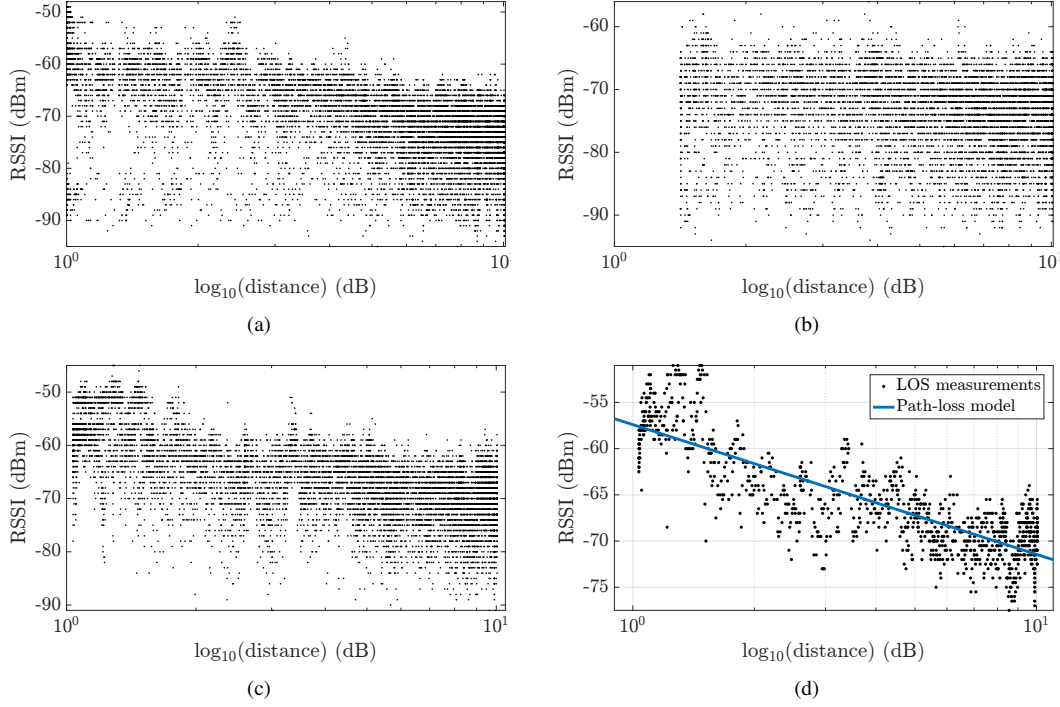 -50
-60
-70
-80
-90
RSSI (dBm)
10^0
10^1
log10(distance) (dB)
(a)
-60
-70
-80
-90
RSSI (dBm)
10^0
10^1
log10(distance) (dB)
(b)
-50
-60
-70
-80
-90
RSSI (dBm)
10^0
10^1
log10(distance) (dB)
(c)
LOS measurements
Path-loss model
-55
-60
-65
-70
-75
RSSI (dBm)
10^0
10^1
log10(distance) (dB)
(d)